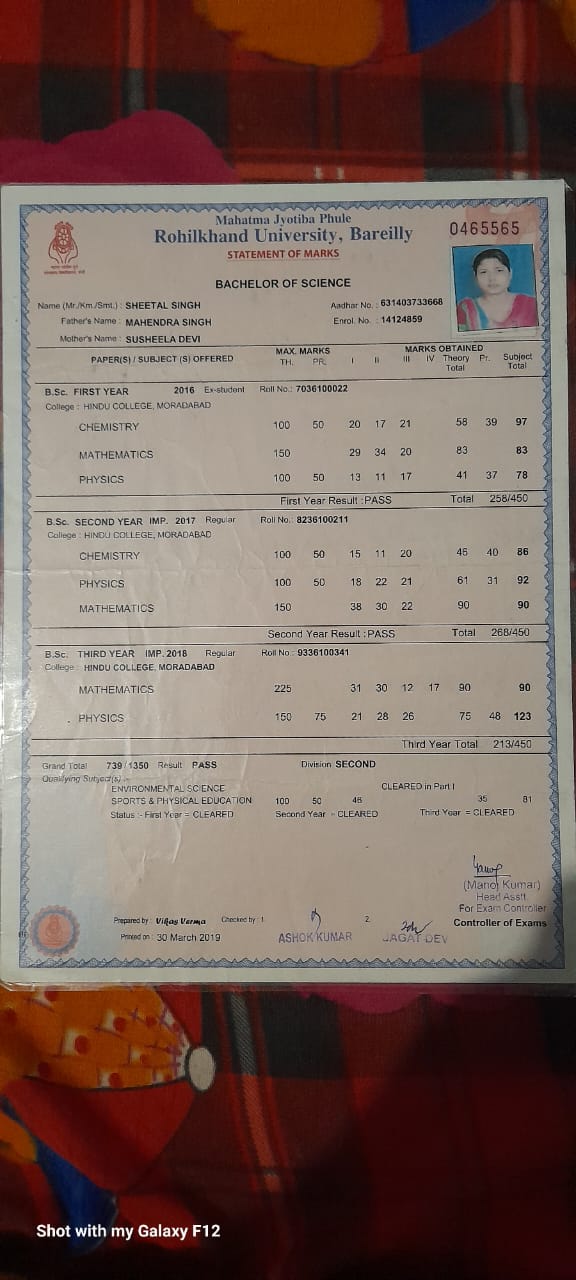 Mahatma Jyotiba Phule
Rohilkhand University, Bareilly
0465565
STATEMENT OF MARKS
BACHELOR OF SCIENCE
Name (Mr./Km./Smt.) : SHEETAL SINGH Aadhar No. : 631403733668
Father's Name : MAHENDRA SINGH Enrol. No. : 14124859
Mother's Name : SUSHEELA DEVI
PAPER(S) / SUBJECT (S) OFFERED MAX. MARKS MARKS OBTAINED
TH. PR. I II III IV Theory Total Pr. Subject Total
B.Sc. FIRST YEAR 2016 Ex-student Roll No.: 7036100022
College : HINDU COLLEGE, MORADABAD
CHEMISTRY 100 50 20 17 21 58 39 97
MATHEMATICS 150 29 34 20 83 83
PHYSICS 100 50 13 11 17 41 37 78
First Year Result :PASS Total 258/450
B.Sc. SECOND YEAR IMP. 2017 Regular Roll No.: 8236100211
College : HINDU COLLEGE, MORADABAD
CHEMISTRY 100 50 15 11 20 46 40 86
PHYSICS 100 50 18 22 21 61 31 92
MATHEMATICS 150 38 30 22 90 90
Second Year Result :PASS Total 268/450
B.Sc. THIRD YEAR IMP. 2018 Regular Roll No : 9336100341
College : HINDU COLLEGE, MORADABAD
MATHEMATICS 225 31 30 12 17 90 90
PHYSICS 150 75 21 28 26 75 48 123
Third Year Total 213/450
Grand Total 739 / 1350 Result PASS Division SECOND
Qualifying Subject(s) :-
ENVIRONMENTAL SCIENCE CLEARED in Part I
SPORTS & PHYSICAL EDUCATION 100 50 46 35 81
Status :- First Year = CLEARED Second Year = CLEARED Third Year = CLEARED
(Manoj Kumar)
Head Asstt.
For Exam Controller
Controller of Exams
Prepared by : Vikas Verma Checked by : 1. 2.
Printed on : 30 March 2019 ASHOK KUMAR JAGAT DEV
Shot with my Galaxy F12